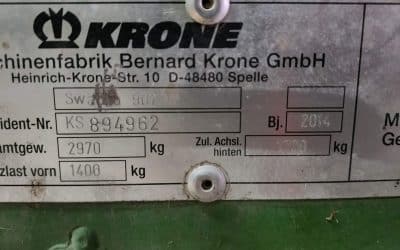 KRONE
chinenfabrik Bernard Krone GmbH
Heinrich-Krone-Str. 10 D-48480 Spelle
ident-Nr. KS 894962 Bj. 2014
amtgew. 2970 kg Zul. Achsl. hinten kg
zlast vorn 1400 kg